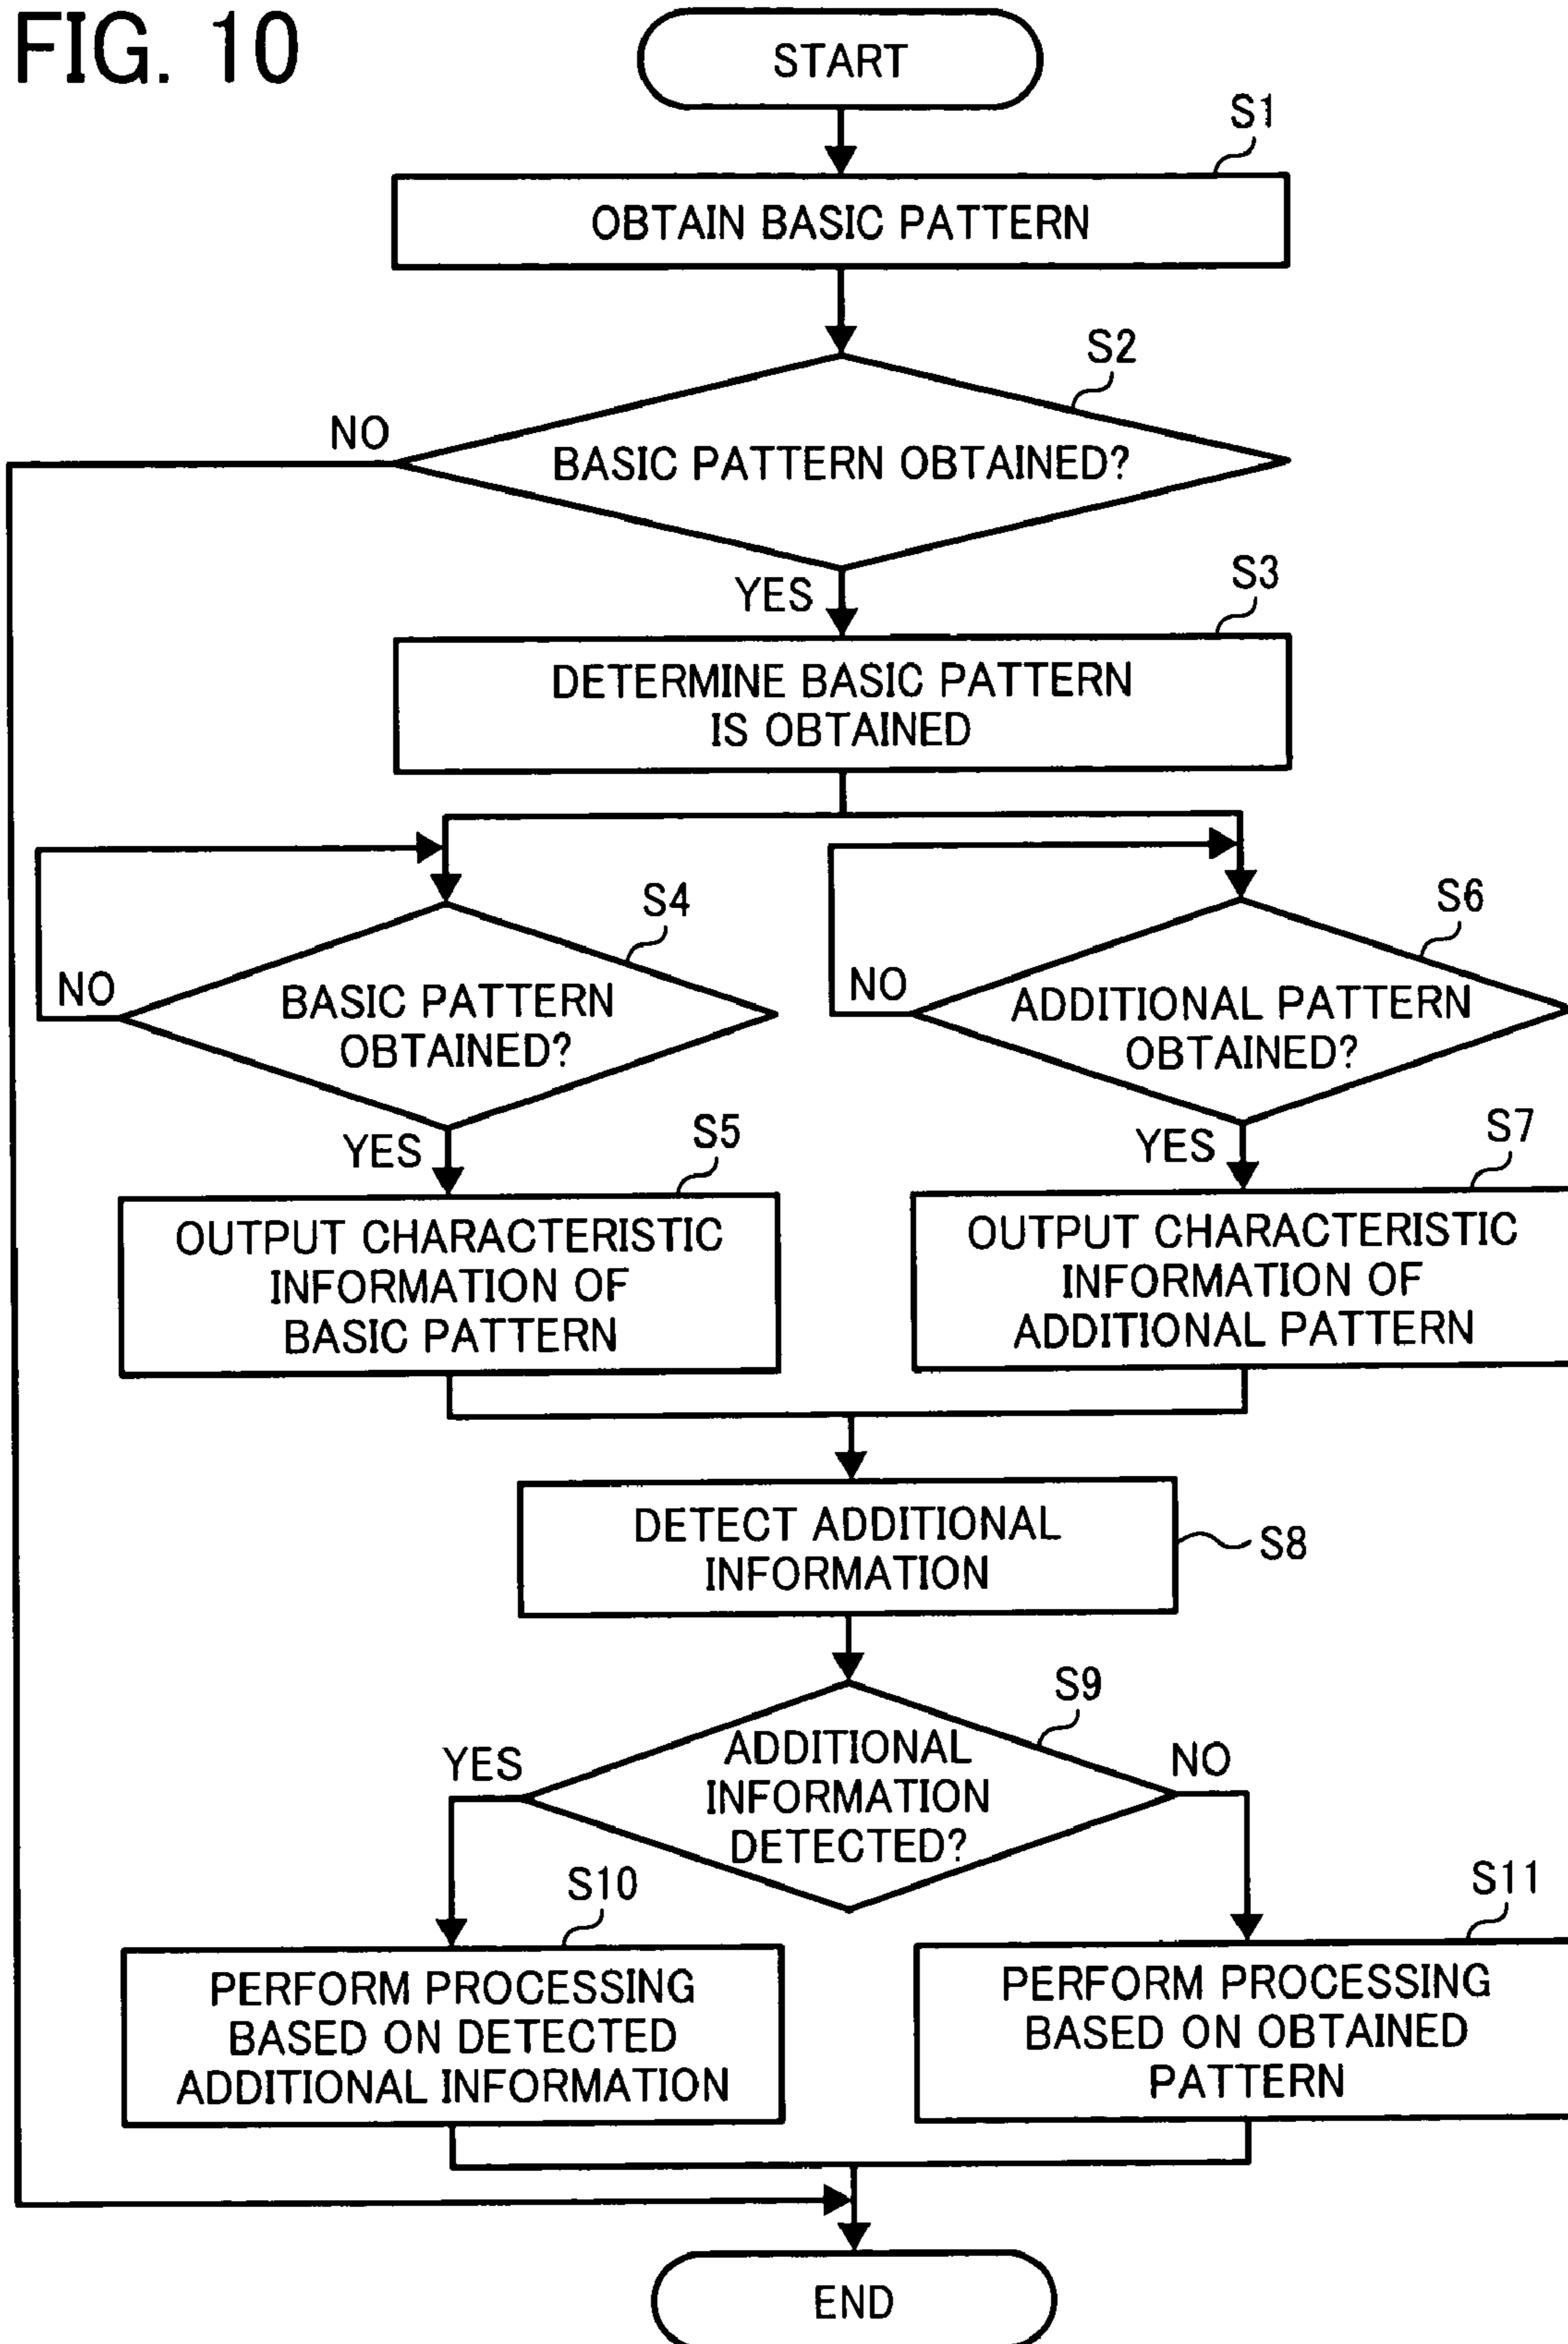 FIG. 10
START
S1
OBTAIN BASIC PATTERN
S2
NO
BASIC PATTERN OBTAINED?
YES
S3
DETERMINE BASIC PATTERN
IS OBTAINED
S4
NO
BASIC PATTERN
OBTAINED?
YES
S5
OUTPUT CHARACTERISTIC
INFORMATION OF
BASIC PATTERN
S6
NO
ADDITIONAL PATTERN
OBTAINED?
YES
S7
OUTPUT CHARACTERISTIC
INFORMATION OF
ADDITIONAL PATTERN
DETECT ADDITIONAL
INFORMATION
S8
S9
YES
ADDITIONAL
INFORMATION
DETECTED?
NO
S10
PERFORM PROCESSING
BASED ON DETECTED
ADDITIONAL INFORMATION
S11
PERFORM PROCESSING
BASED ON OBTAINED
PATTERN
END